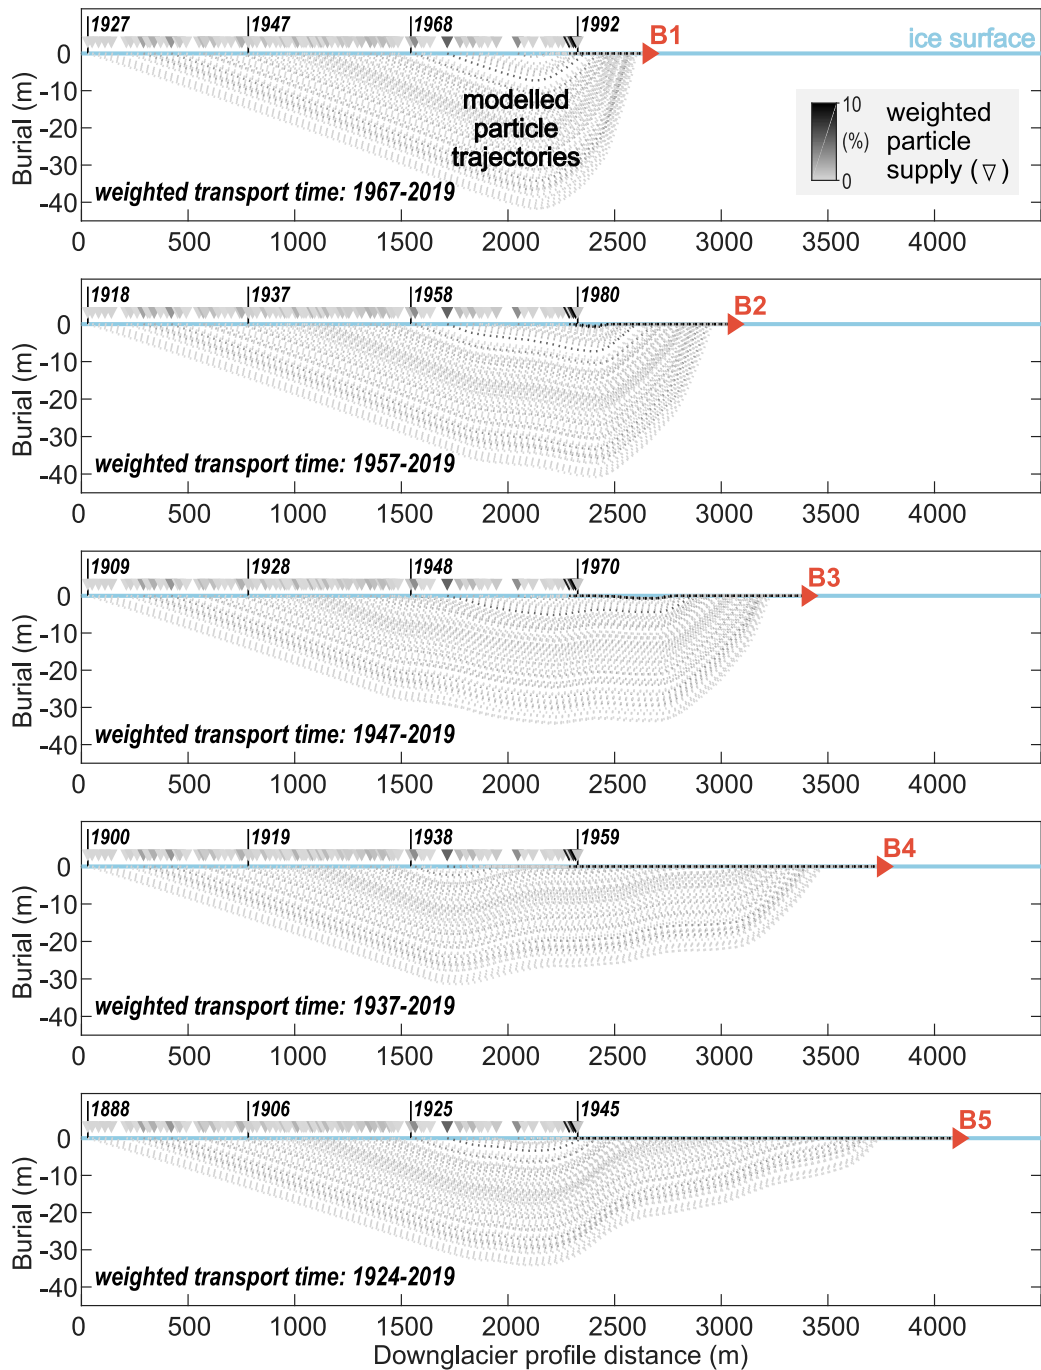 1927 1947 1968 1992 B1 ice surface
0
-10
-20
-30
-40
Burial (m)
modelled
particle
trajectories
10
(%)
0
weighted
particle
supply (▽)
weighted transport time: 1967-2019
0 500 1000 1500 2000 2500 3000 3500 4000
1918 1937 1958 1980 B2
0
-10
-20
-30
-40
Burial (m)
weighted transport time: 1957-2019
0 500 1000 1500 2000 2500 3000 3500 4000
1909 1928 1948 1970 B3
0
-10
-20
-30
-40
Burial (m)
weighted transport time: 1947-2019
0 500 1000 1500 2000 2500 3000 3500 4000
1900 1919 1938 1959 B4
0
-10
-20
-30
-40
Burial (m)
weighted transport time: 1937-2019
0 500 1000 1500 2000 2500 3000 3500 4000
1888 1906 1925 1945 B5
0
-10
-20
-30
-40
Burial (m)
weighted transport time: 1924-2019
0 500 1000 1500 2000 2500 3000 3500 4000
Downglacier profile distance (m)